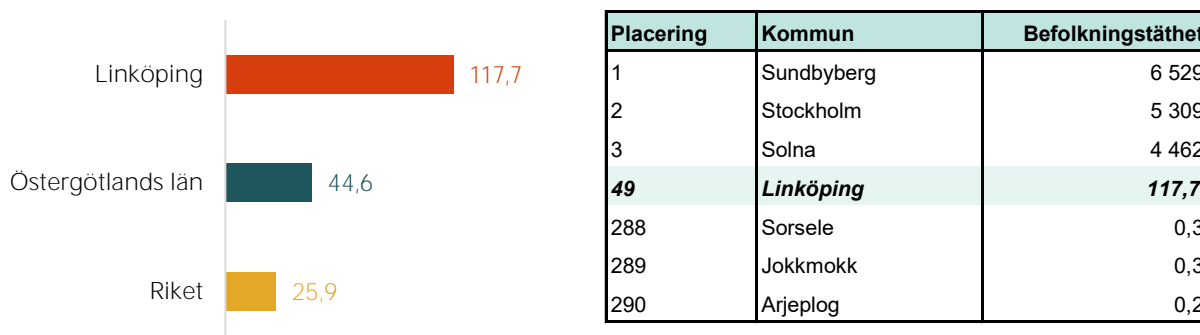 Linköping 117,7
Östergötlands län 44,6
Riket 25,9
Placering Kommun Befolkningstäthet
1 Sundbyberg 6 529
2 Stockholm 5 309
3 Solna 4 462
49 Linköping 117,7
288 Sorsele 0,3
289 Jokkmokk 0,3
290 Arjeplog 0,2